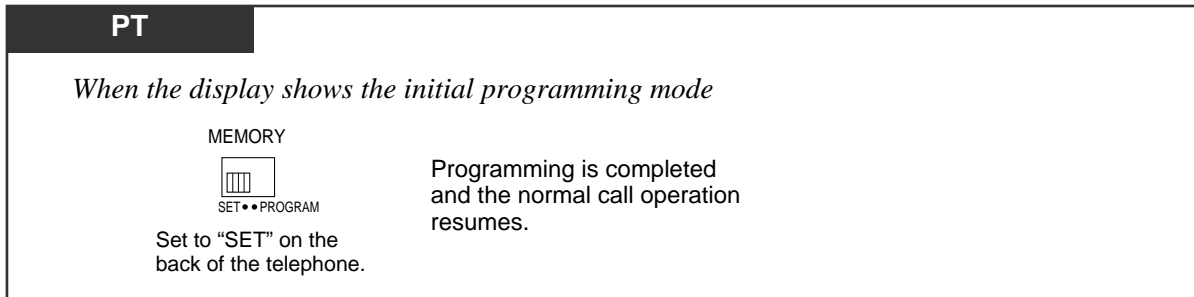 PT
When the display shows the initial programming mode
MEMORY
SET••PROGRAM
Set to “SET” on the
back of the telephone.
Programming is completed
and the normal call operation
resumes.